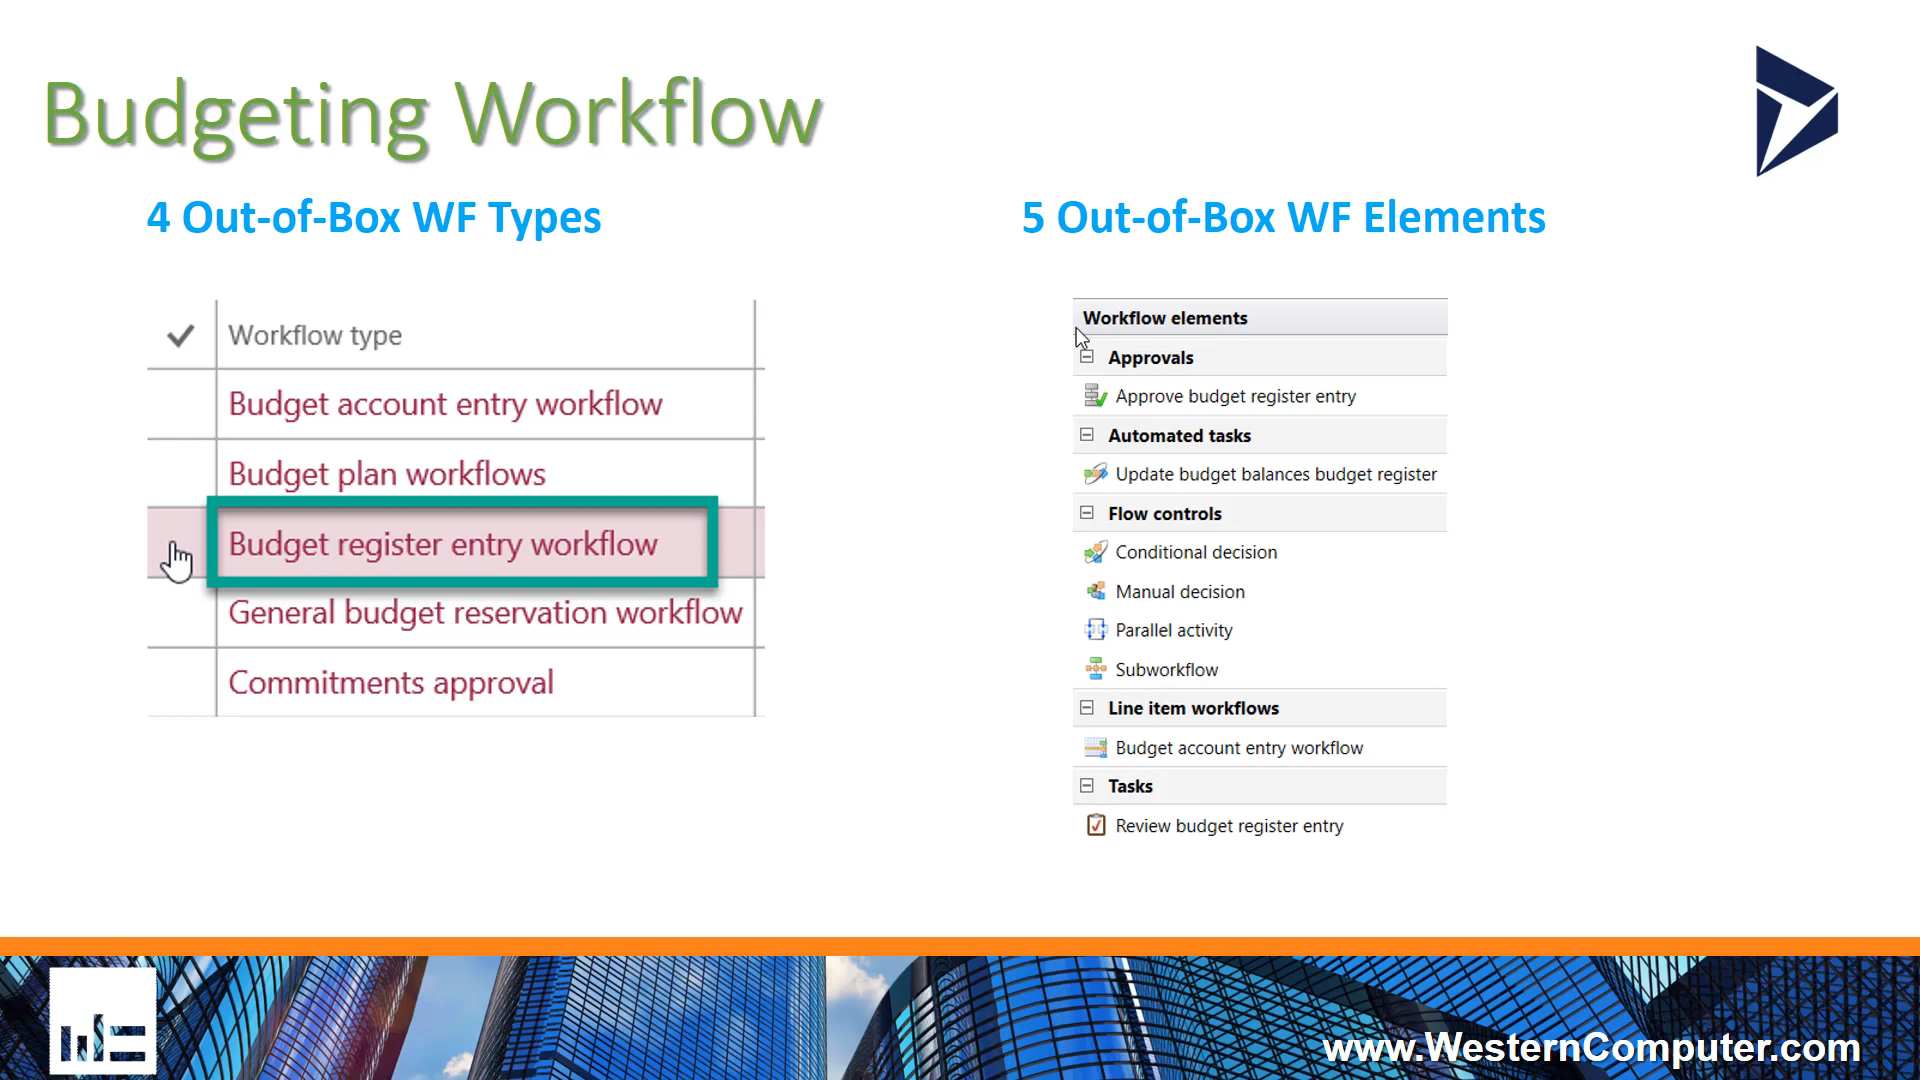 Budgeting Workflow
4 Out-of-Box WF Types
Workflow type
Budget account entry workflow
Budget plan workflows
Budget register entry workflow
General budget reservation workflow
Commitments approval
5 Out-of-Box WF Elements
Workflow elements
Approvals
Approve budget register entry
Automated tasks
Update budget balances budget register
Flow controls
Conditional decision
Manual decision
Parallel activity
Subworkflow
Line item workflows
Budget account entry workflow
Tasks
Review budget register entry
www.WesternComputer.com